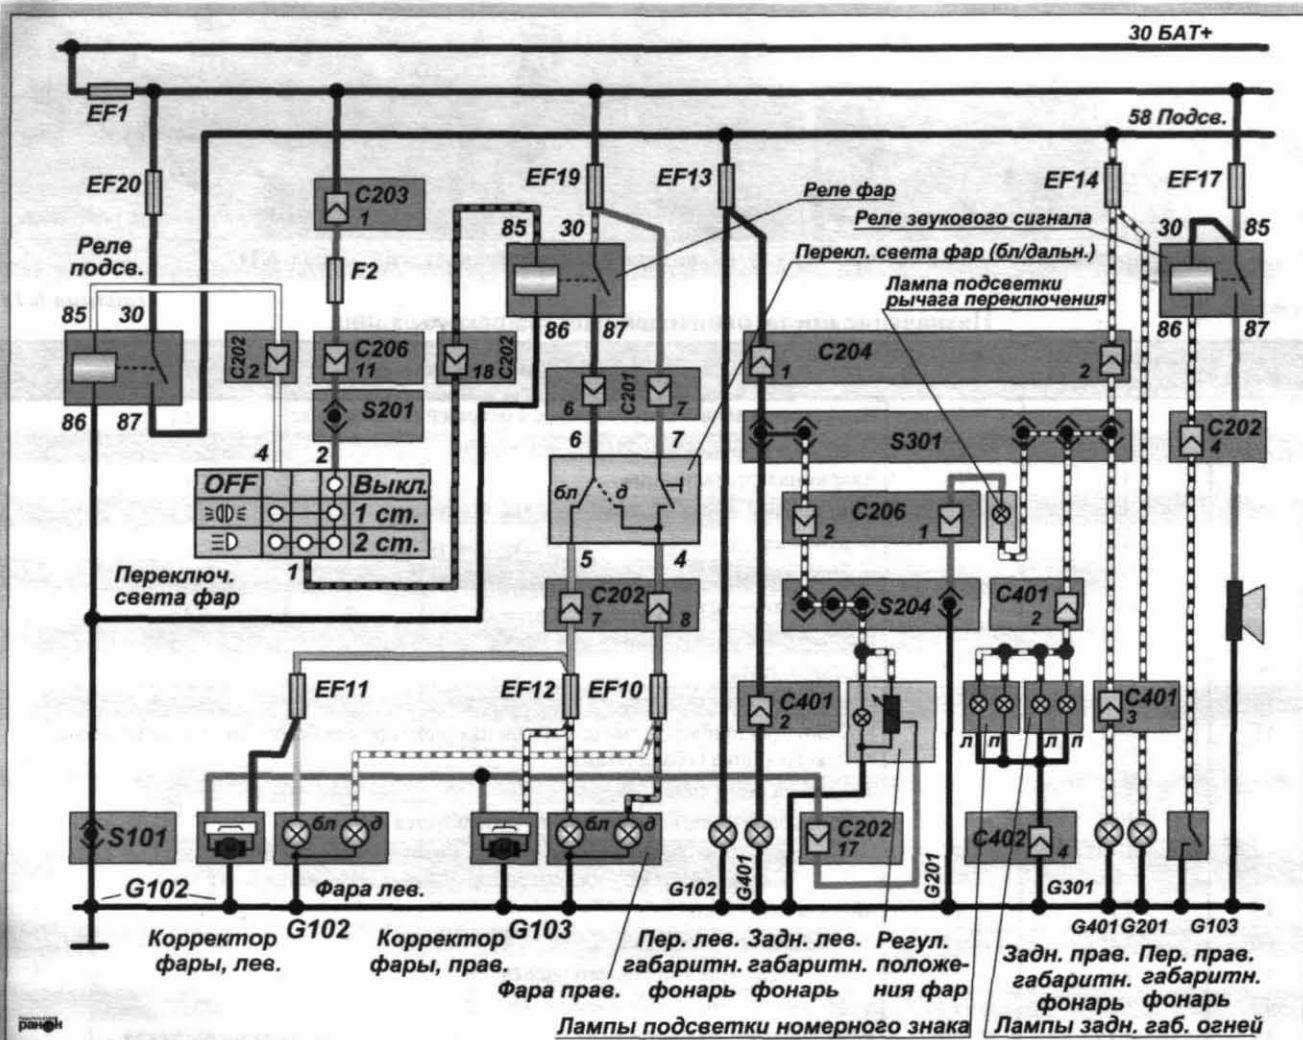 30 БАТ+
EF1
58 Подсв.
EF20
C203
1
EF19
EF13
Реле фар
EF14
EF17
Реле звукового сигнала
85
30
30
85
Реле
подсв.
F2
Перекл. света фар (бл/дальн.)
Лампа подсветки
рычага переключения
85
30
86
87
86
87
C202
2
C206
11
18
C202
C204
1
2
6
C201
7
86
87
S201
S301
C202
4
4
2
6
7
OFF
Выкл.
1 ст.
2 ст.
бл
д
C206
2
1
1
5
4
Переключ.
света фар
C202
7
8
S204
C401
2
EF11
EF12
EF10
C401
2
C401
3
л
п
л
п
S101
бл
д
бл
д
C202
17
C402
4
G102
Фара лев.
G102
G401
G201
G301
G102
G103
G401
G201
G103
Корректор
фары, лев.
Корректор
фары, прав.
Фара прав.
Пер. лев.
габаритн.
фонарь
Задн. лев.
габаритн.
фонарь
Регул.
положе-
ния фар
Задн. прав.
габаритн.
фонарь
Пер. прав.
габаритн.
фонарь
Лампы подсветки номерного знака
Лампы задн. габ. огней
ранок